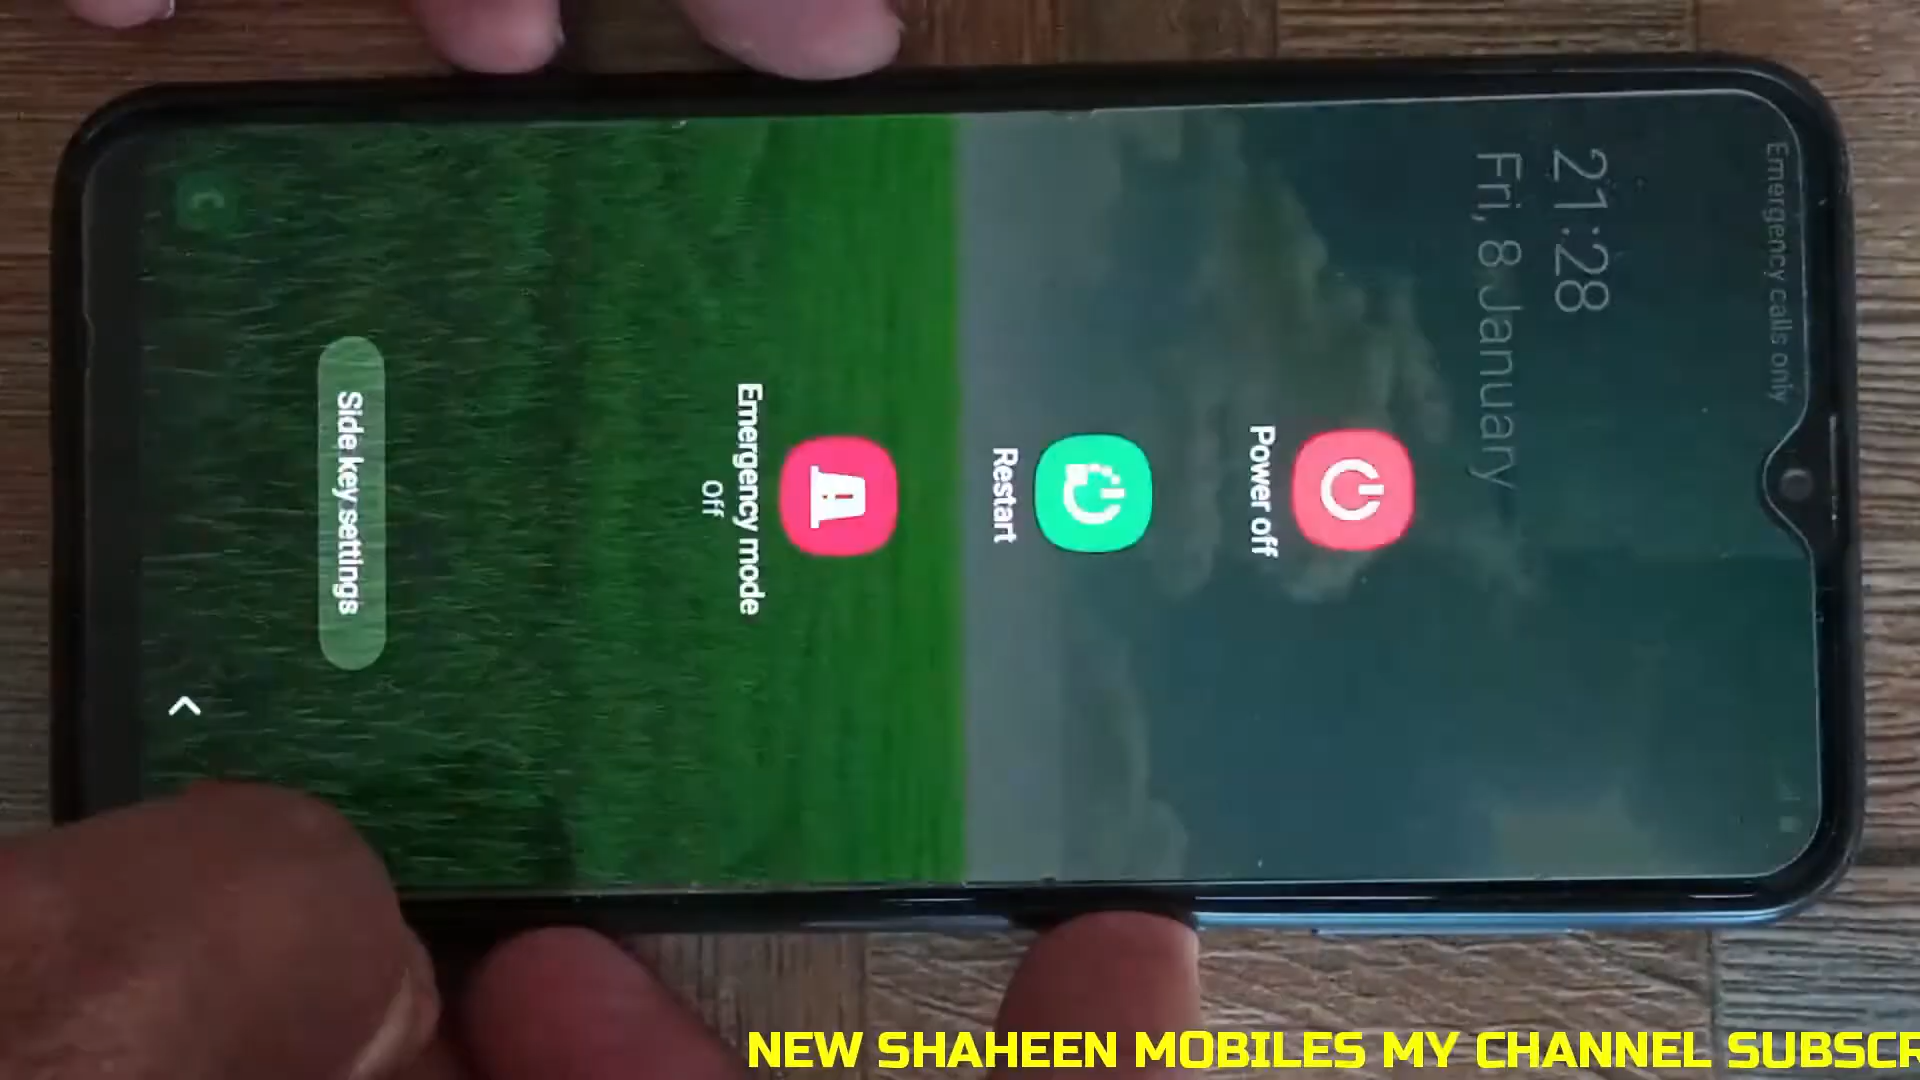 Emergency calls only
21:28
Fri, 8 January
Power off
Restart
Emergency mode
Off
Side key settings
NEW SHAHEEN MOBILES MY CHANNEL SUBSCR